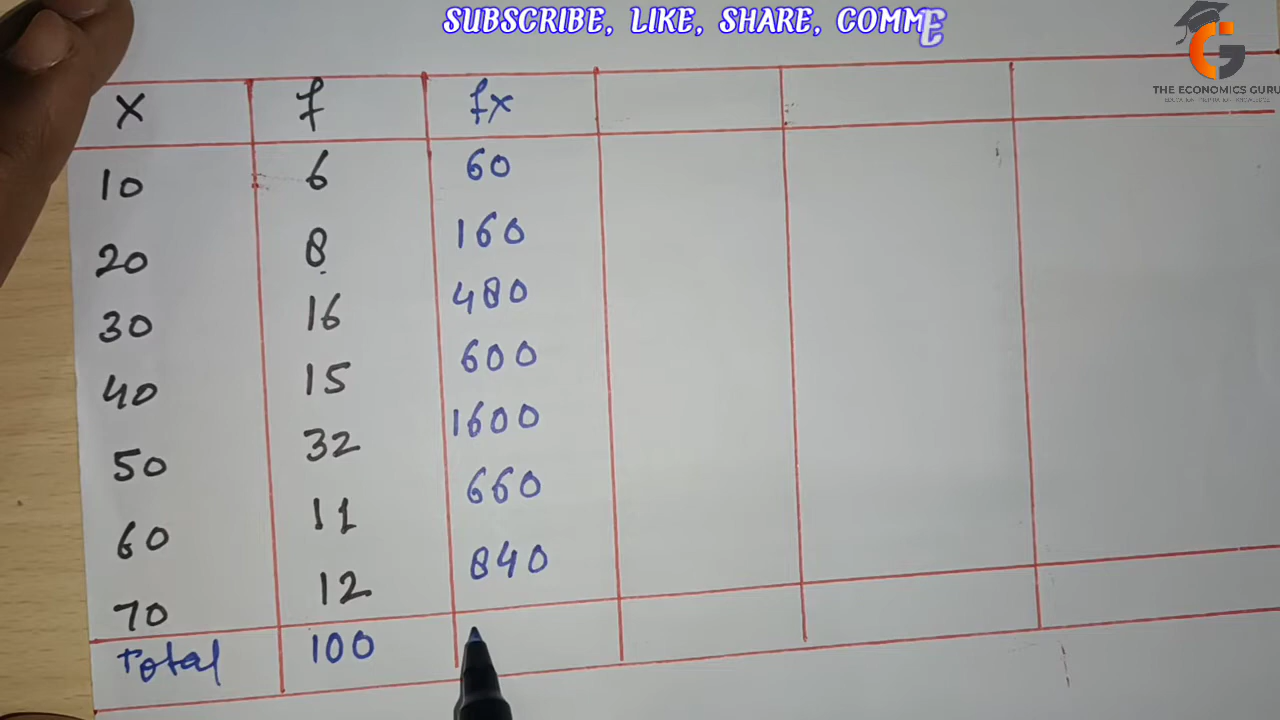 SUBSCRIBE, LIKE, SHARE, COMME
THE ECONOMICS GURU
X f fx
10 6 60
20 8 160
30 16 480
40 15 600
50 32 1600
60 11 660
70 12 840
Total 100